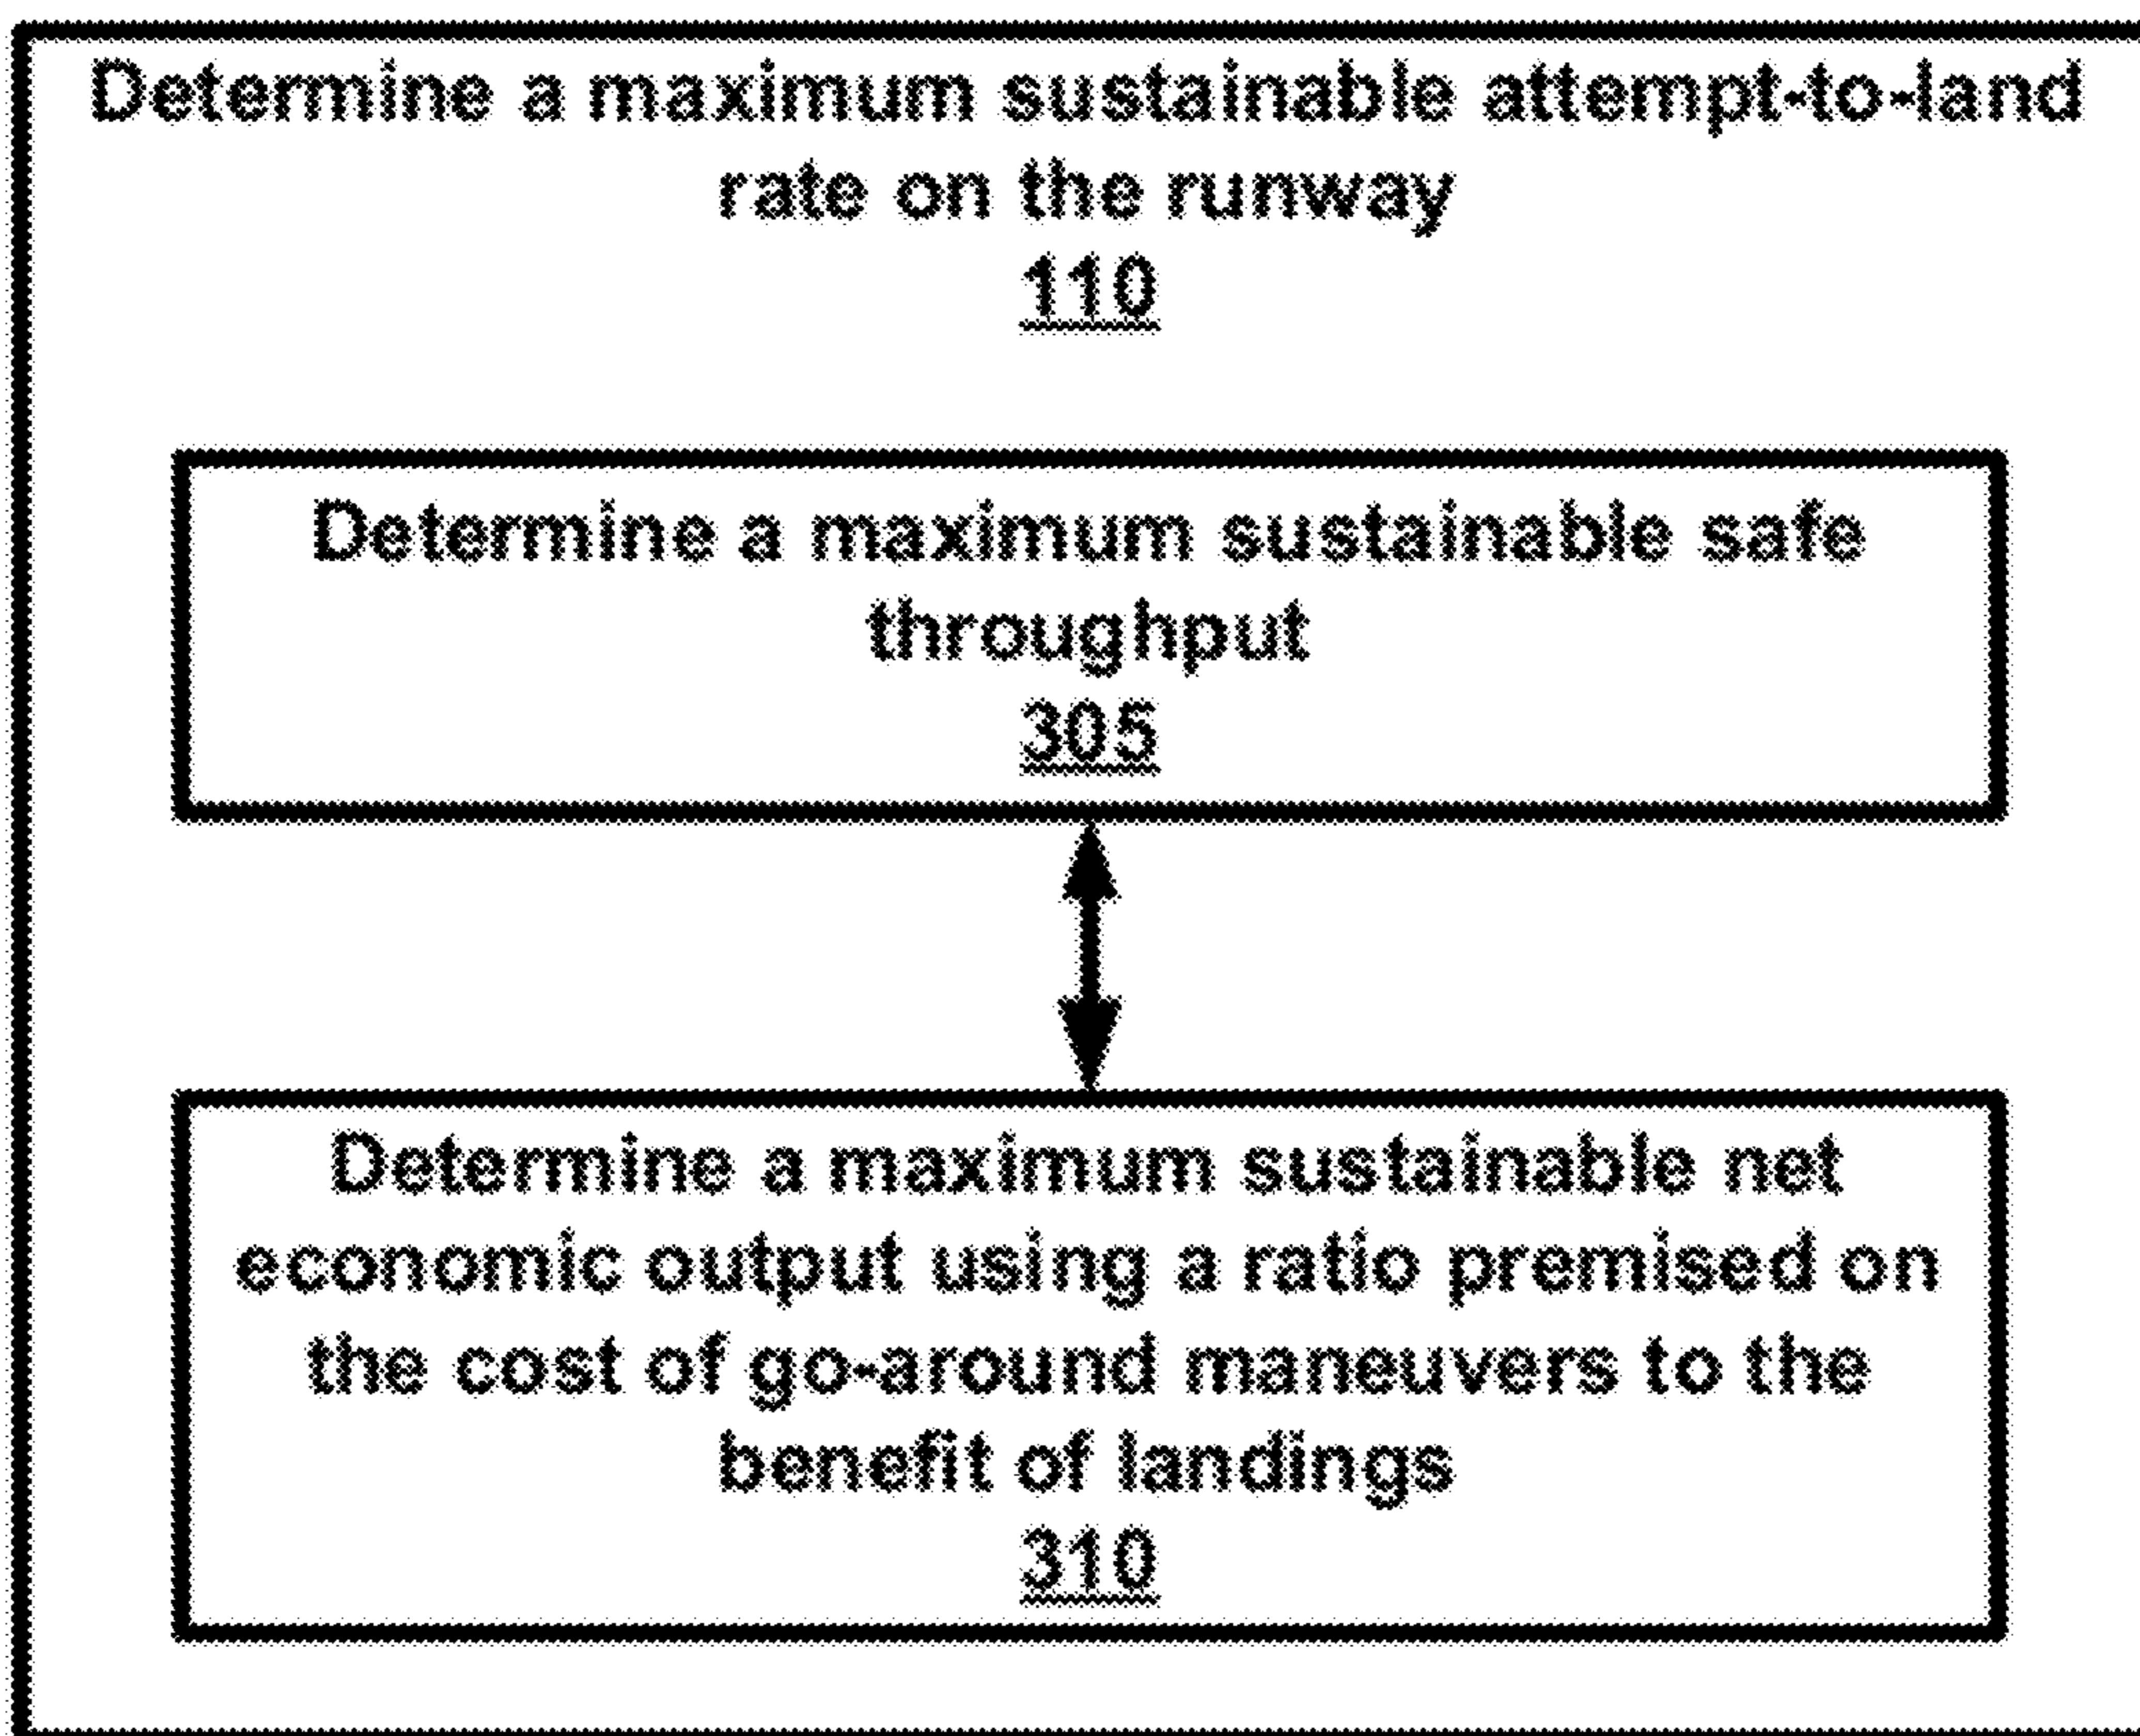 Determine a maximum sustainable attempt-to-land
rate on the runway
110
Determine a maximum sustainable safe
throughput
305
Determine a maximum sustainable net
economic output using a ratio premised on
the cost of go-around maneuvers to the
benefit of landings
310